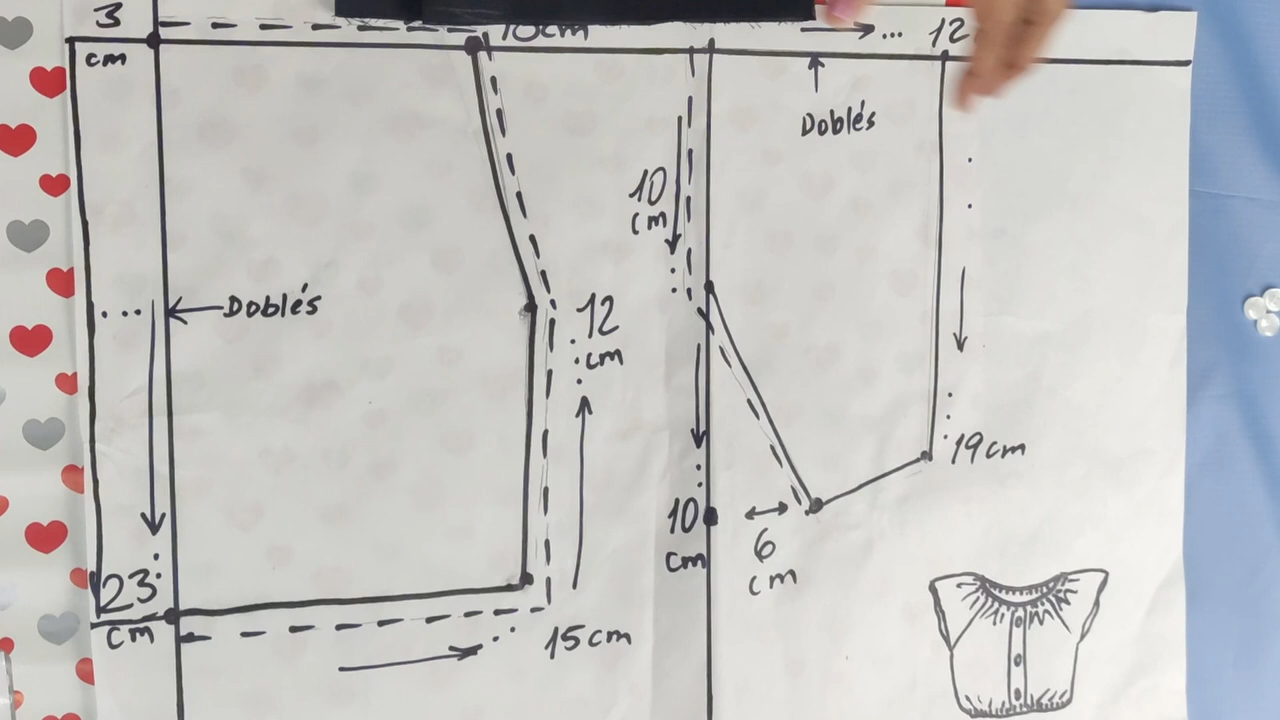 3
cm
10cm
... 12
Doblés
10
cm
... Doblés
12
cm
19cm
10
cm
6
cm
23
cm
15cm